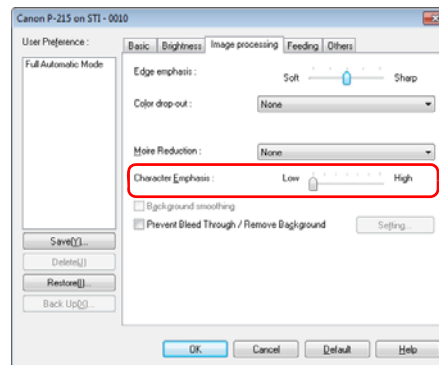 Canon P-215 on STI - 0010
User Preference :
Full Automatic Mode
Save(Y)...
Delete(J)
Restore(I)...
Back Up(X)...
Basic Brightness Image processing Feeding Others
Edge emphasis : Soft Sharp
Color drop-out : None
Moire Reduction : None
Character Emphasis : Low High
Background smoothing
Prevent Bleed Through / Remove Background Setting...
OK Cancel Default Help